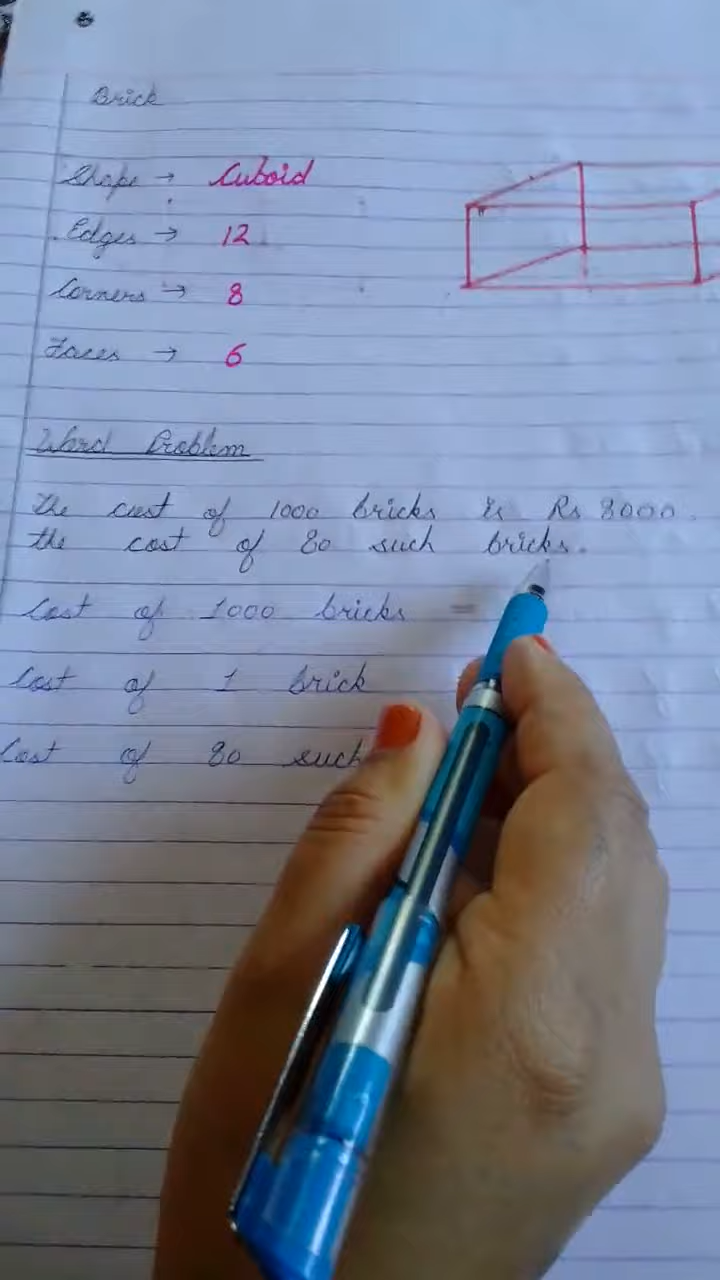 Brick
Shape → Cuboid
Edges → 12
Corners → 8
Faces → 6
Word Problem
The cost of 1000 bricks is Rs 8000.
the cost of 80 such bricks.
Cost of 1000 bricks =
Cost of 1 brick
Cost of 80 such